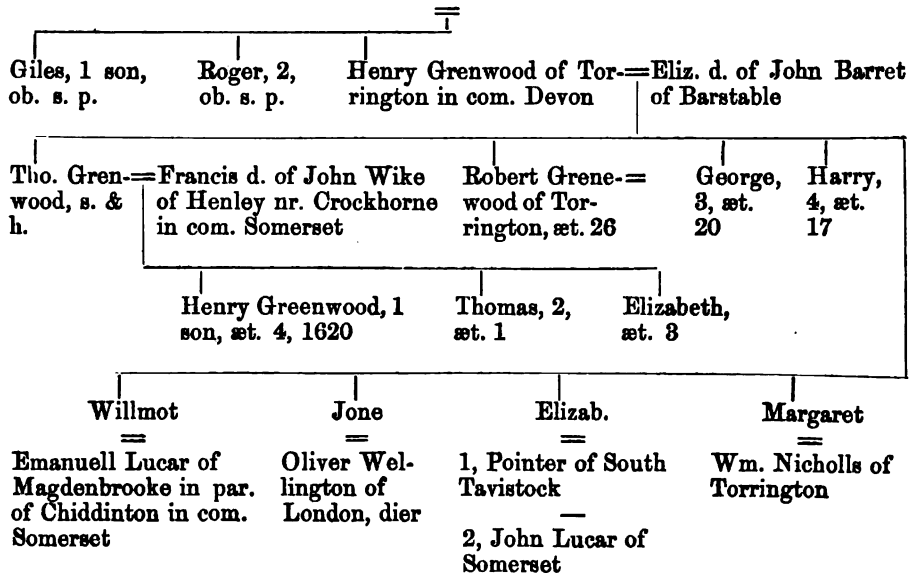 Giles, 1 son,
ob. s. p.
Roger, 2,
ob. s. p.
Henry Grenwood of Tor-
rington in com. Devon
=Eliz. d. of John Barret
of Barstable
Tho. Gren-
wood, s. &
h.
=Francis d. of John Wike
of Henley nr. Crockhorne
in com. Somerset
Robert Grene-=
wood of Tor-
rington, æt. 26
George,
3, æt.
20
Harry,
4, æt.
17
Henry Greenwood, 1
son, æt. 4, 1620
Thomas, 2,
æt. 1
Elizabeth,
æt. 3
Willmot
=
Emanuell Lucar of
Magdenbrooke in par.
of Chiddinton in com.
Somerset
Jone
=
Oliver Wel-
lington of
London, dier
Elizab.
=
1, Pointer of South
Tavistock
—
2, John Lucar of
Somerset
Margaret
=
Wm. Nicholls of
Torrington